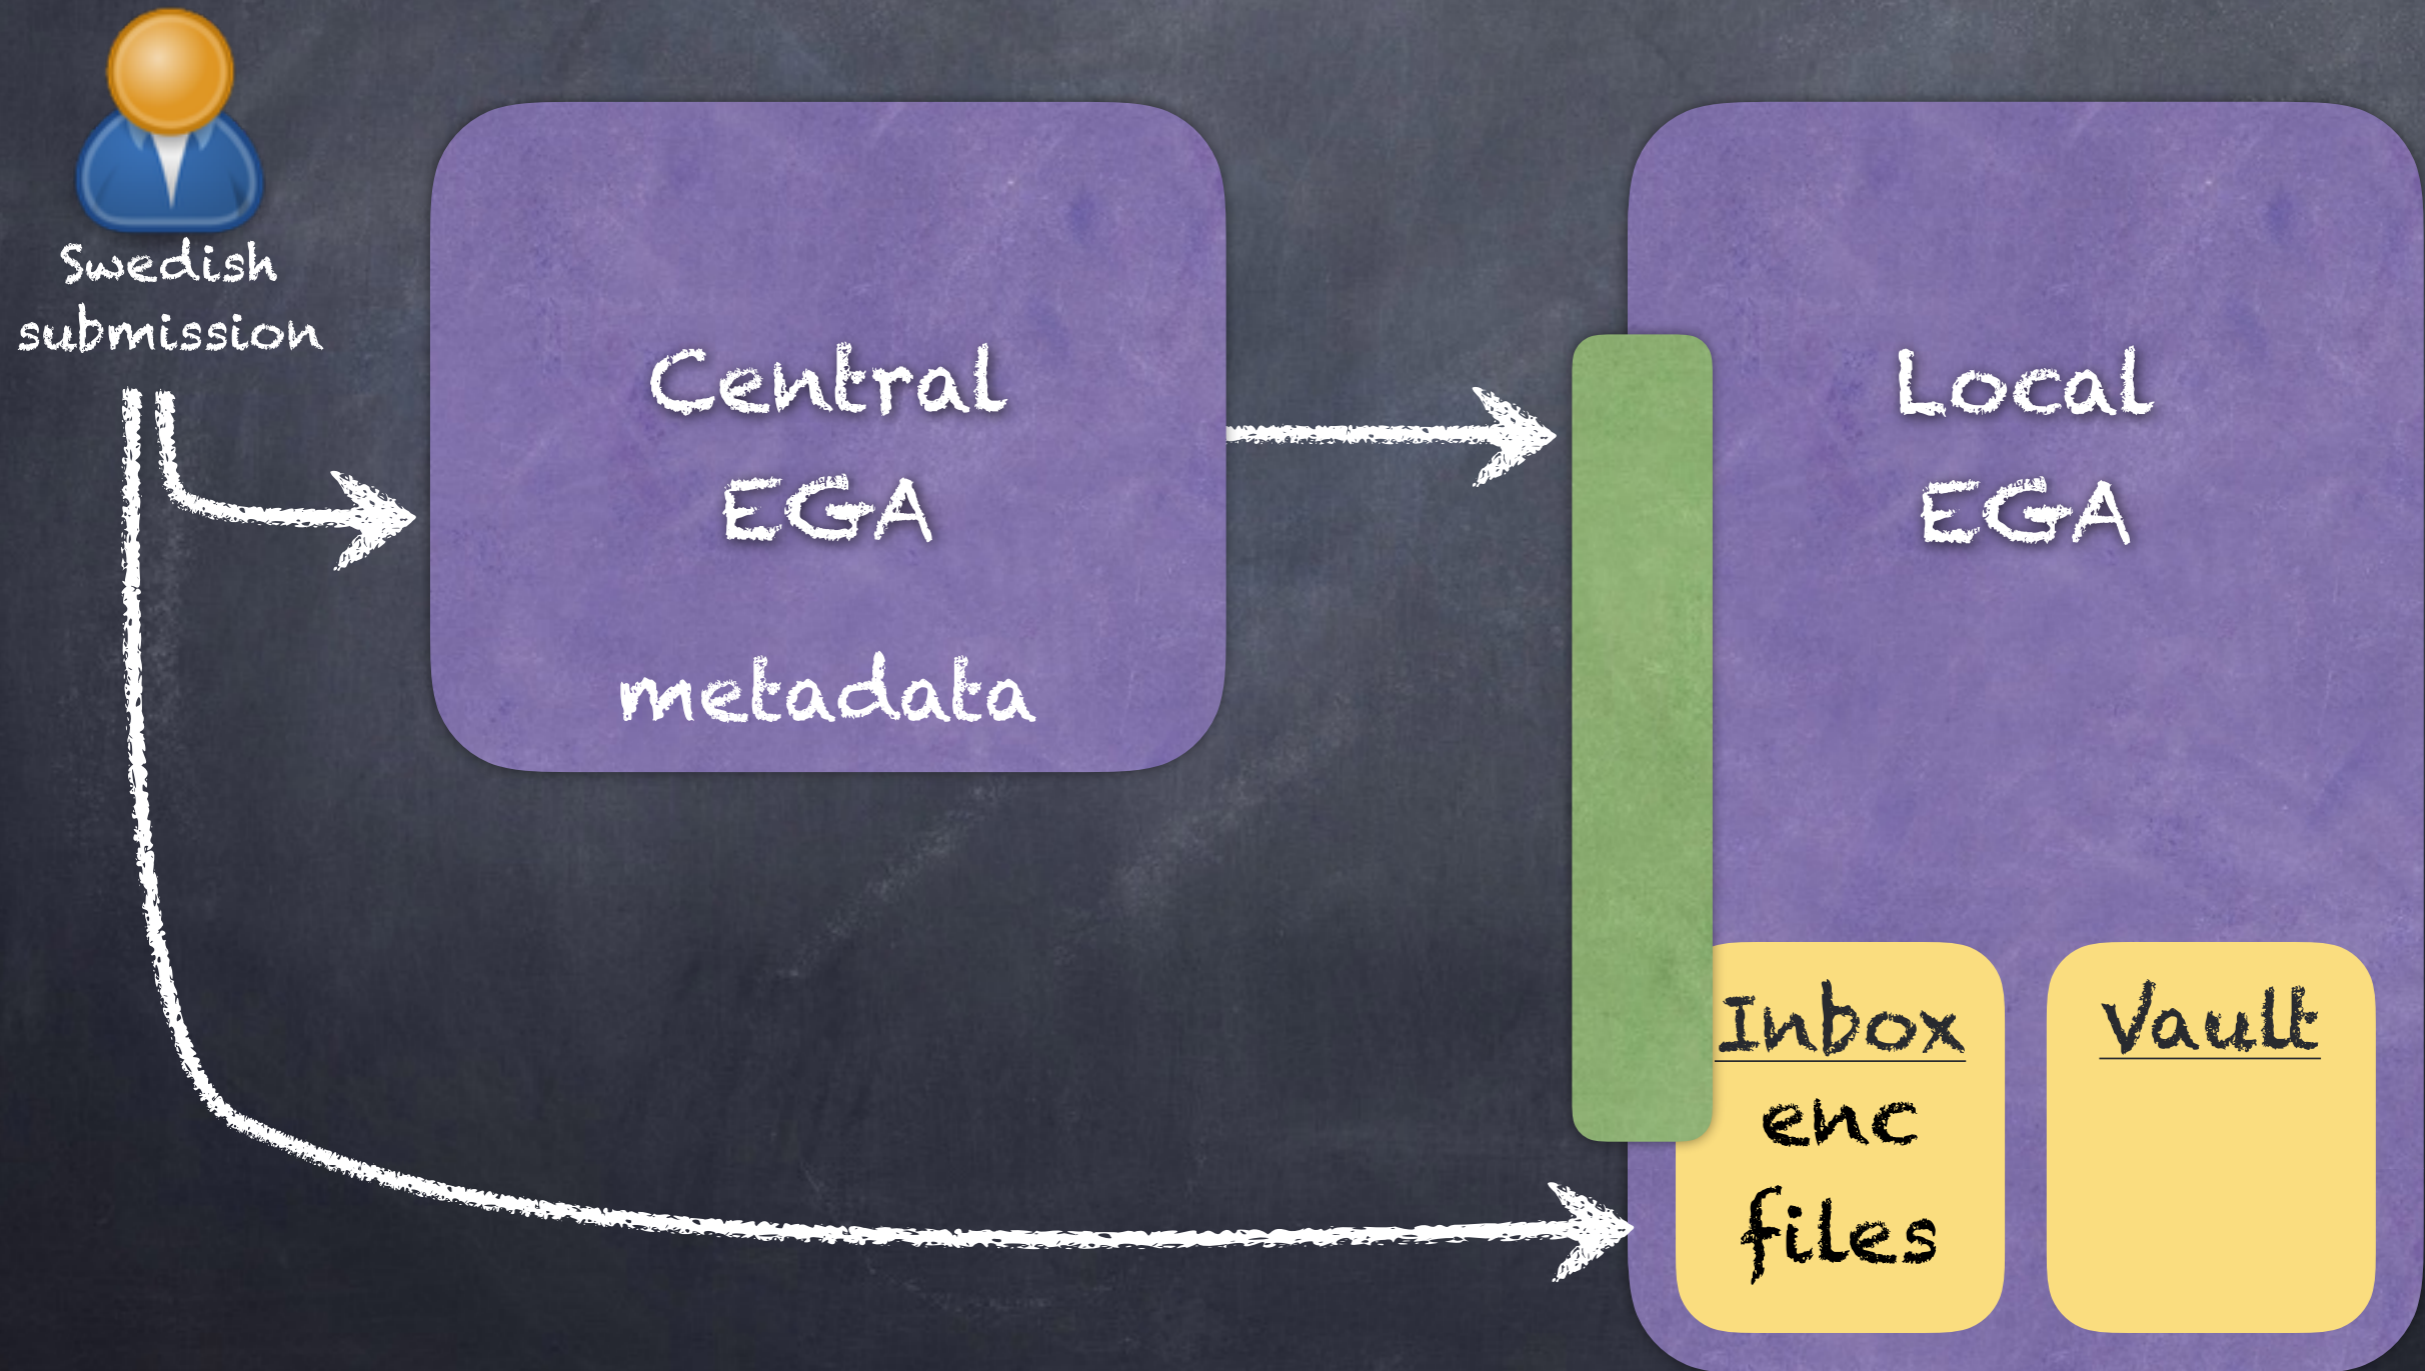 Swedish
submission
Central
EGA
metadata
Local
EGA
Inbox
enc
files
Vault